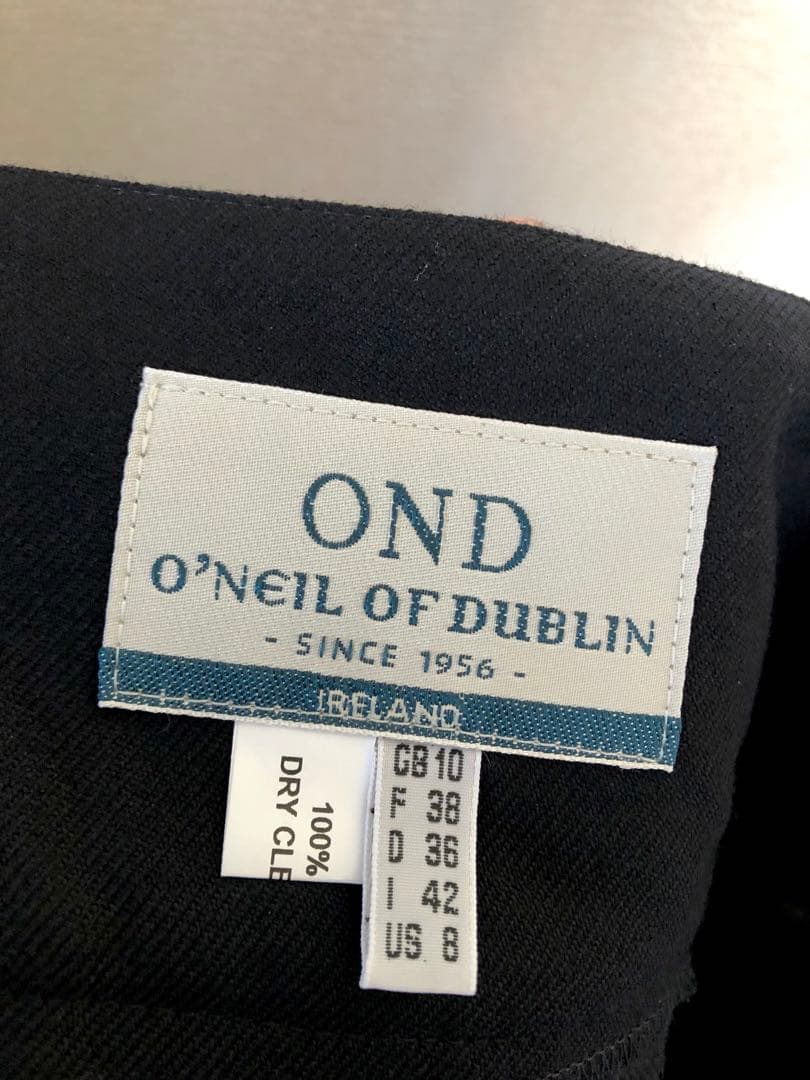 OND
O'NEIL OF DUBLIN
- SINCE 1956 -
IRELAND
100%
DRY CLE
GB 10
F 38
D 36
I 42
US 8